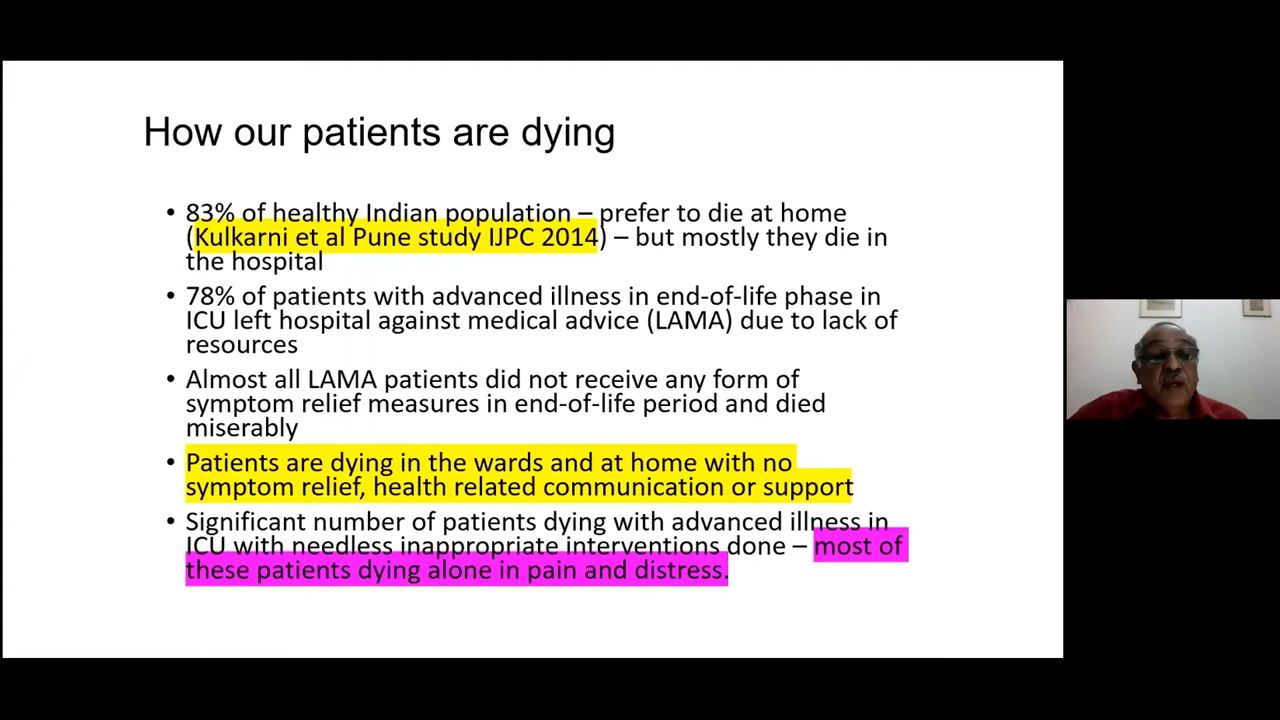 How our patients are dying
• 83% of healthy Indian population – prefer to die at home
(Kulkarni et al Pune study IJPC 2014) – but mostly they die in
the hospital
• 78% of patients with advanced illness in end-of-life phase in
ICU left hospital against medical advice (LAMA) due to lack of
resources
• Almost all LAMA patients did not receive any form of
symptom relief measures in end-of-life period and died
miserably
• Patients are dying in the wards and at home with no
symptom relief, health related communication or support
• Significant number of patients dying with advanced illness in
ICU with needless inappropriate interventions done – most of
these patients dying alone in pain and distress.